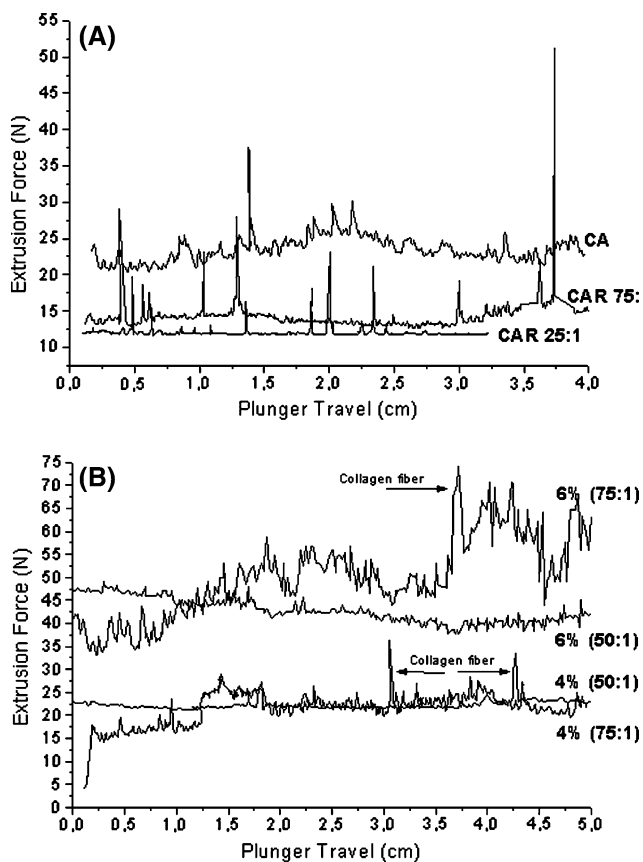 (A)
Extrusion Force (N)
55
50
45
40
35
30
25
20
15
10
CA
CAR 75:
CAR 25:1
0,0 0,5 1,0 1,5 2,0 2,5 3,0 3,5 4,0
Plunger Travel (cm)
(B)
Extrusion Force (N)
75
70
65
60
55
50
45
40
35
30
25
20
15
10
5
0
Collagen fiber
6% (75:1)
6% (50:1)
Collagen fiber
4% (50:1)
4% (75:1)
0,0 0,5 1,0 1,5 2,0 2,5 3,0 3,5 4,0 4,5 5,0
Plunger Travel (cm)